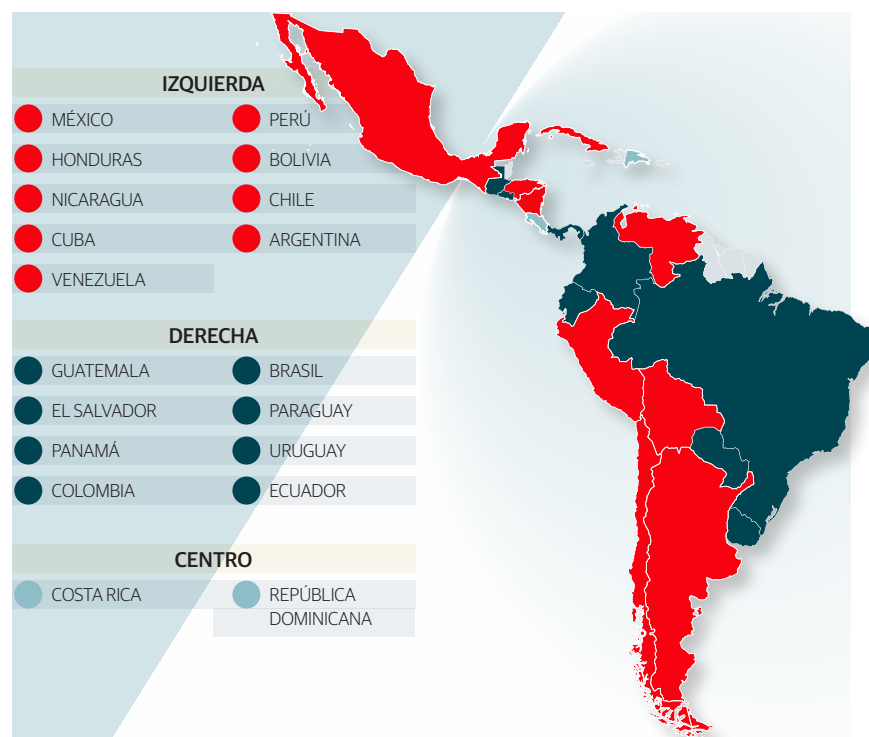 IZQUIERDA
MÉXICO
PERÚ
HONDURAS
BOLIVIA
NICARAGUA
CHILE
CUBA
ARGENTINA
VENEZUELA
DERECHA
GUATEMALA
BRASIL
EL SALVADOR
PARAGUAY
PANAMÁ
URUGUAY
COLOMBIA
ECUADOR
CENTRO
COSTA RICA
REPÚBLICA
DOMINICANA